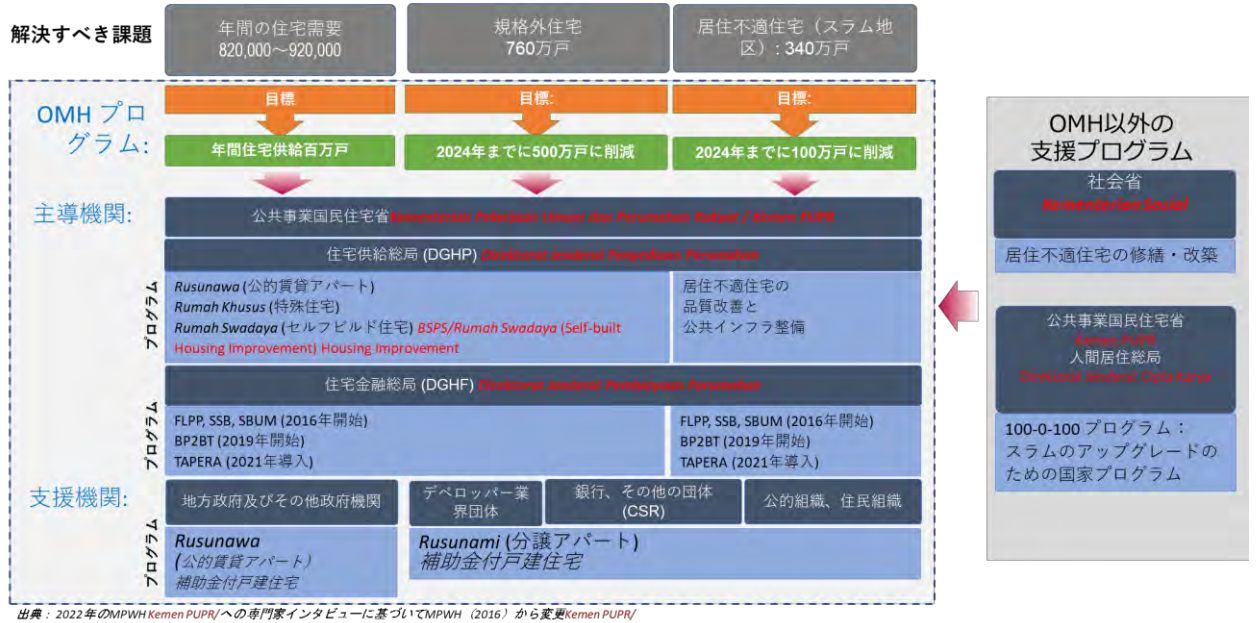 解決すべき課題
年間の住宅需要
820,000～920,000
規格外住宅
760万戸
居住不適住宅（スラム地
区）: 340万戸
OMH プロ
グラム:
目標
目標:
目標:
年間住宅供給百万戸
2024年までに500万戸に削減
2024年までに100万戸に削減
主導機関:
公共事業国民住宅省Kementerian Pekerjaan Umum dan Perumahan Rakyat / Kemen PUPR
住宅供給総局 (DGHP) Direktorat Jenderal Penyediaan Perumahan
プログラム
Rusunawa (公的賃貸アパート)
Rumah Khusus (特殊住宅)
Rumah Swadaya (セルフビルド住宅) BSPS/Rumah Swadaya (Self-built
Housing Improvement) Housing Improvement
居住不適住宅の
品質改善と
公共インフラ整備
住宅金融総局 (DGHF) Direktorat Jenderal Pembiayaan Perumahan
プログラム
FLPP, SSB, SBUM (2016年開始)
BP2BT (2019年開始)
TAPERA (2021年導入)
FLPP, SSB, SBUM (2016年開始)
BP2BT (2019年開始)
TAPERA (2021年導入)
支援機関:
地方政府及びその他政府機関
デベロッパー業
界団体
銀行、その他の団体
(CSR)
公的組織、住民組織
プログラム
Rusunawa
(公的賃貸アパート)
補助金付戸建住宅
Rusunami (分譲アパート)
補助金付戸建住宅
OMH以外の
支援プログラム
社会省
Kementerian Sosial
居住不適住宅の修繕・改築
公共事業国民住宅省
Kemen PUPR
人間居住総局
Direktorat Jenderal Cipta Karya
100-0-100 プログラム：
スラムのアップグレードの
ための国家プログラム
出典：2022年のMPWH Kemen PUPR/への専門家インタビューに基づいてMPWH（2016）から変更Kemen PUPR/